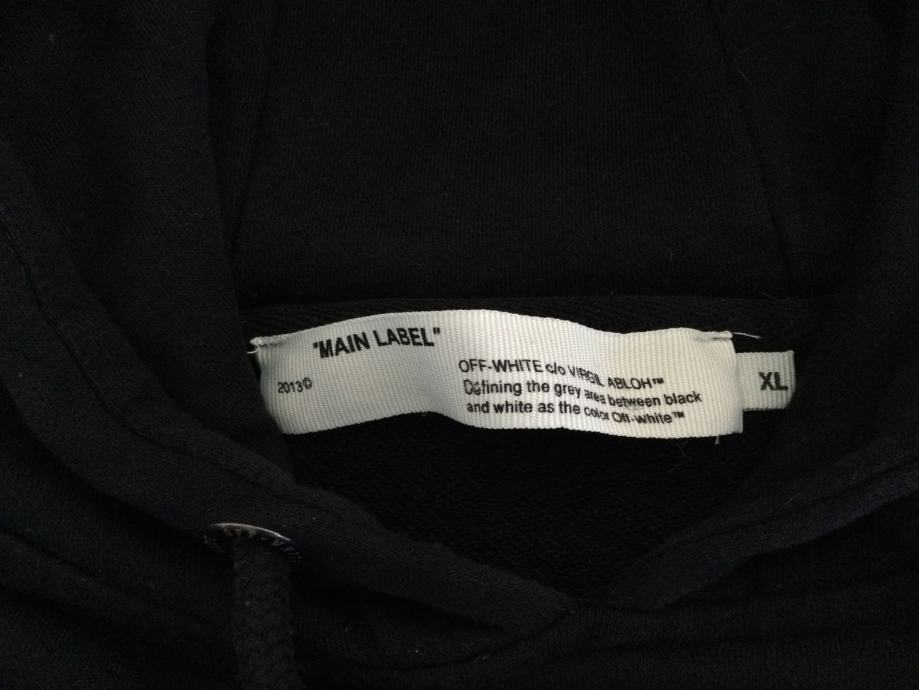 "MAIN LABEL"
2013©
OFF-WHITE c/o VIRGIL ABLOH™
Defining the grey area between black
and white as the color Off-white™
XL